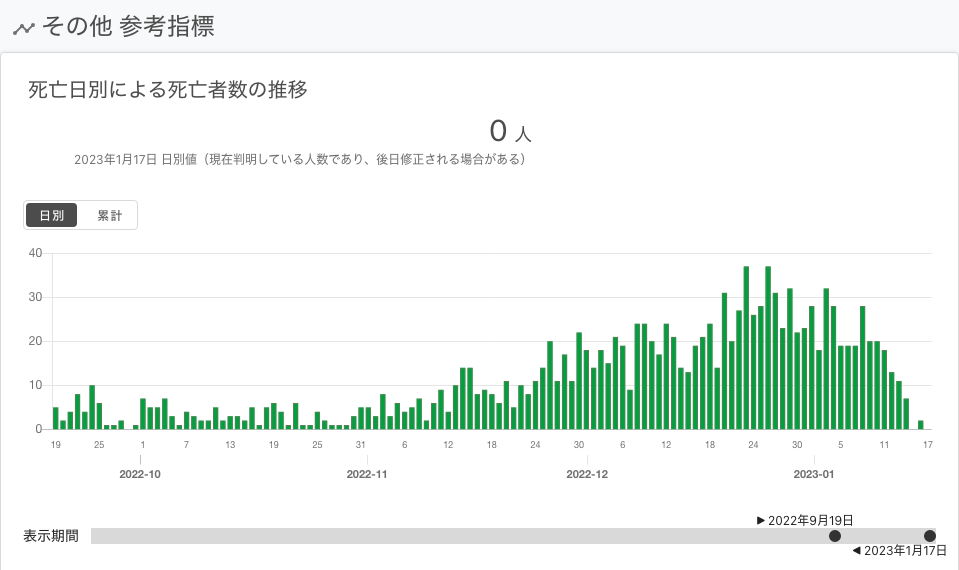 その他 参考指標
死亡日別による死亡者数の推移
0 人
2023年1月17日 日別値（現在判明している人数であり、後日修正される場合がある）
日別 累計
40
30
20
10
0
19 25 1 7 13 19 25 31 6 12 18 24 30 6 12 18 24 30 5 11 17
2022-10 2022-11 2022-12 2023-01
▶ 2022年9月19日
表示期間
◀ 2023年1月17日